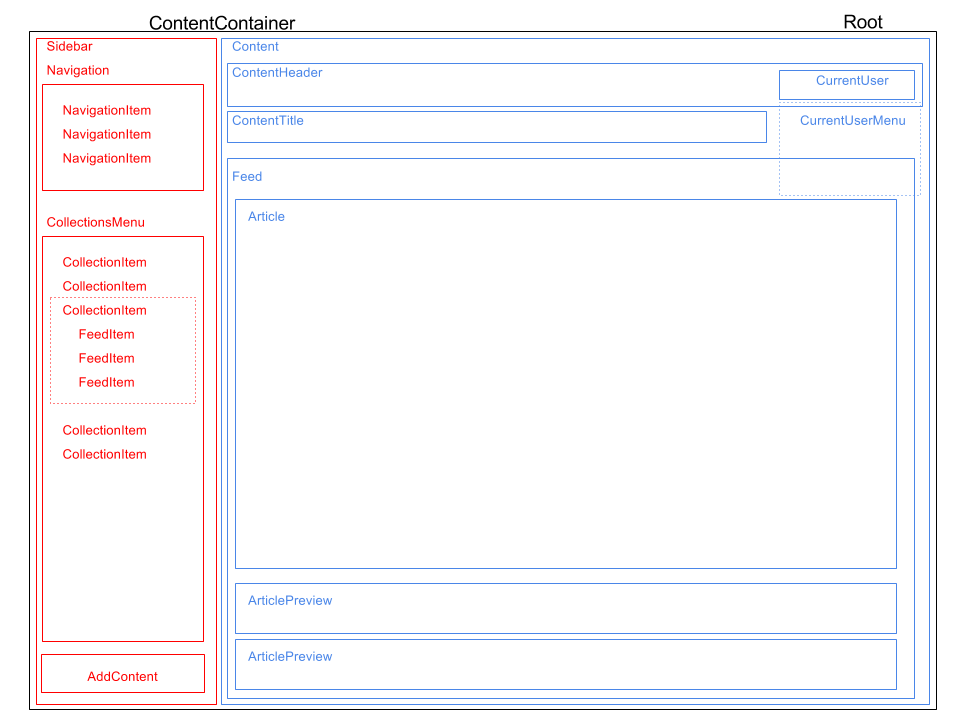 ContentContainer
Root
Sidebar
Navigation
NavigationItem
NavigationItem
NavigationItem
CollectionsMenu
CollectionItem
CollectionItem
CollectionItem
FeedItem
FeedItem
FeedItem
CollectionItem
CollectionItem
AddContent
Content
ContentHeader
CurrentUser
ContentTitle
CurrentUserMenu
Feed
Article
ArticlePreview
ArticlePreview